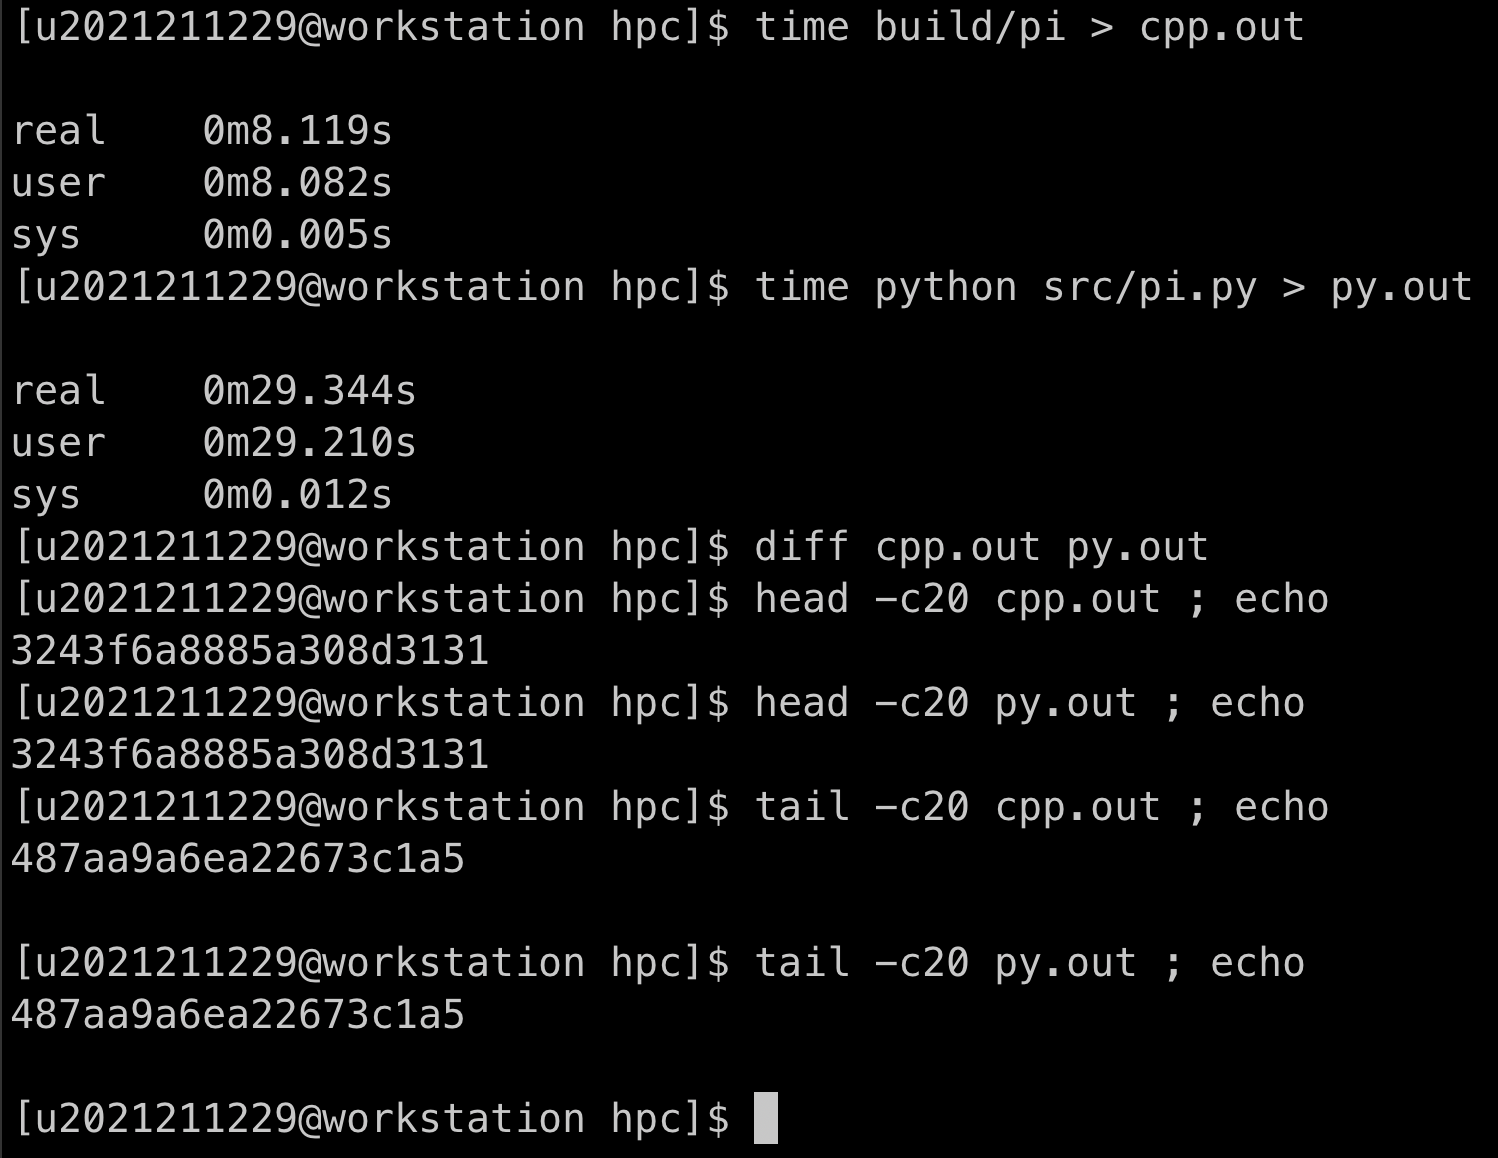 [u2021211229@workstation hpc]$ time build/pi > cpp.out
real    0m8.119s
user    0m8.082s
sys     0m0.005s
[u2021211229@workstation hpc]$ time python src/pi.py > py.out
real    0m29.344s
user    0m29.210s
sys     0m0.012s
[u2021211229@workstation hpc]$ diff cpp.out py.out
[u2021211229@workstation hpc]$ head -c20 cpp.out ; echo
3243f6a8885a308d3131
[u2021211229@workstation hpc]$ head -c20 py.out ; echo
3243f6a8885a308d3131
[u2021211229@workstation hpc]$ tail -c20 cpp.out ; echo
487aa9a6ea22673c1a5
[u2021211229@workstation hpc]$ tail -c20 py.out ; echo
487aa9a6ea22673c1a5
[u2021211229@workstation hpc]$